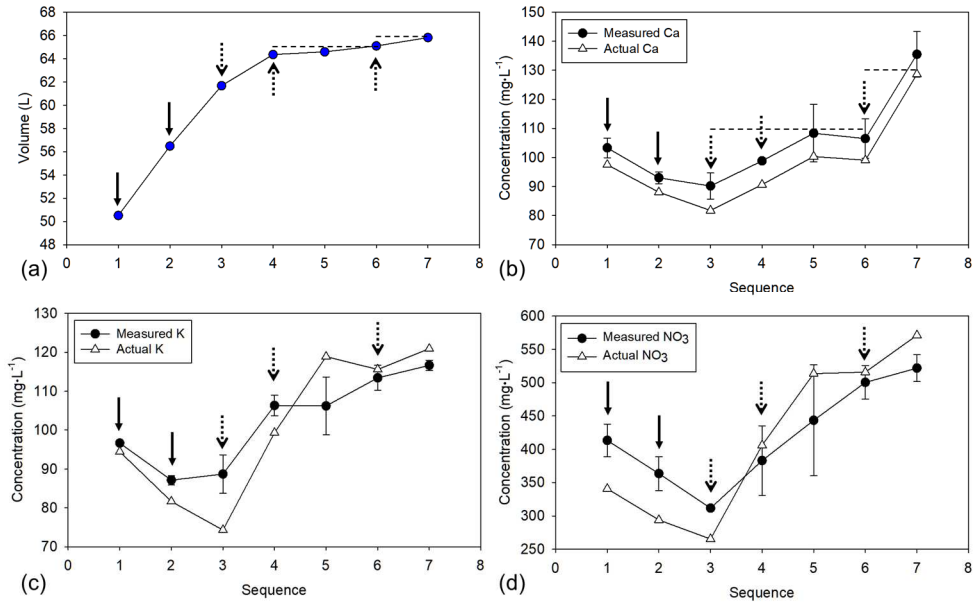 68
66
64
62
60
58
56
54
52
50
48
Volume (L)
0 1 2 3 4 5 6 7 8
(a)
150
140
130
120
110
100
90
80
70
Concentration (mg·L⁻¹)
Measured Ca
Actual Ca
0 1 2 3 4 5 6 7 8
Sequence
(b)
130
120
110
100
90
80
70
Concentration (mg·L⁻¹)
Measured K
Actual K
0 1 2 3 4 5 6 7 8
Sequence
(c)
600
550
500
450
400
350
300
250
Concentration (mg·L⁻¹)
Measured NO₃
Actual NO₃
0 1 2 3 4 5 6 7 8
Sequence
(d)